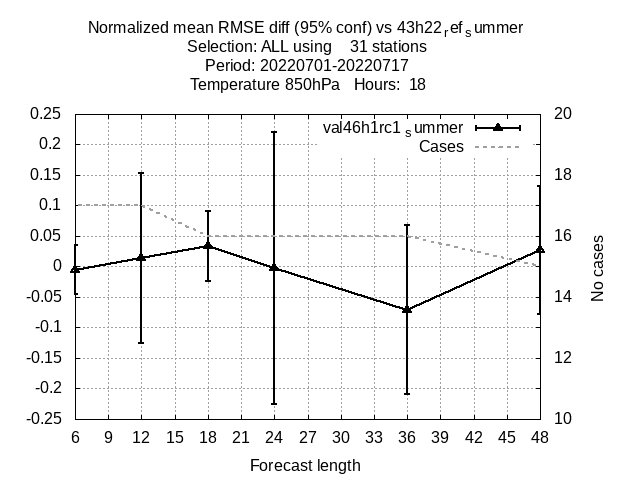 Normalized mean RMSE diff (95% conf) vs 43h22refsummer
Selection: ALL using 31 stations
Period: 20220701-20220717
Temperature 850hPa Hours: 18
val46h1rc1 summer
Cases
0.25
0.2
0.15
0.1
0.05
0
-0.05
-0.1
-0.15
-0.2
-0.25
20
18
16
14
12
10
No cases
6 9 12 15 18 21 24 27 30 33 36 39 42 45 48
Forecast length